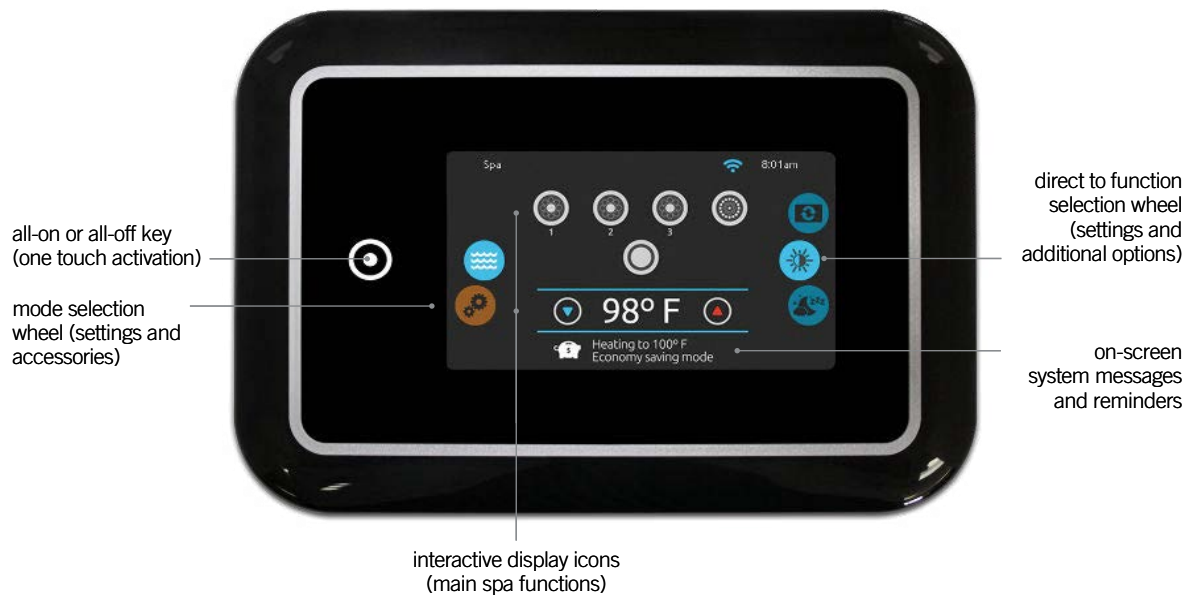 Spa
8:01am
1
2
3
98° F
Heating to 100° F
Economy saving mode
$
all-on or all-off key
(one touch activation)
mode selection
wheel (settings and
accessories)
direct to function
selection wheel
(settings and
additional options)
on-screen
system messages
and reminders
interactive display icons
(main spa functions)